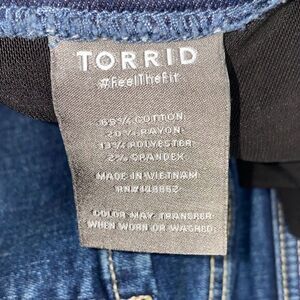 TORRID
#FeelTheFit
65% COTTON
20% RAYON
13% POLYESTER
2% SPANDEX
MADE IN VIETNAM
COLOR MAY TRANSFER
WHEN WORN OR WASHED